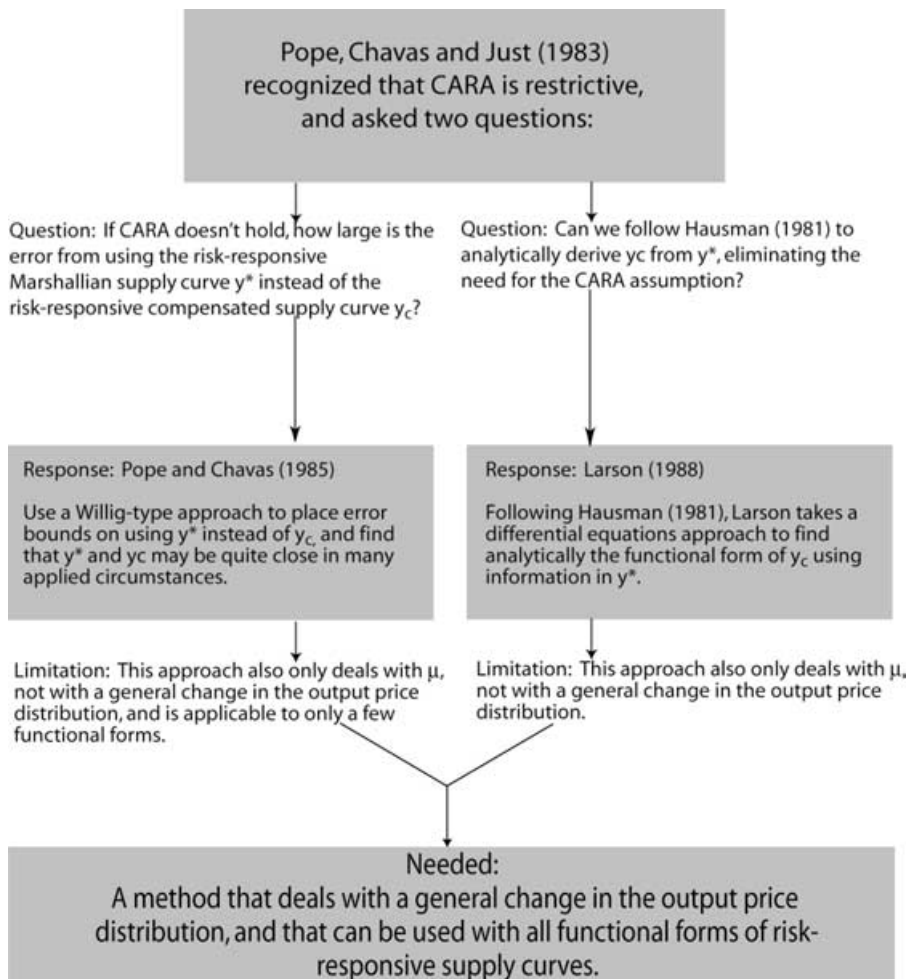 Pope, Chavas and Just (1983)
recognized that CARA is restrictive,
and asked two questions:
Question: If CARA doesn't hold, how large is the
error from using the risk-responsive
Marshallian supply curve y* instead of the
risk-responsive compensated supply curve yc?
Question: Can we follow Hausman (1981) to
analytically derive yc from y*, eliminating the
need for the CARA assumption?
Response: Pope and Chavas (1985)
Use a Willig-type approach to place error
bounds on using y* instead of yc, and find
that y* and yc may be quite close in many
applied circumstances.
Response: Larson (1988)
Following Hausman (1981), Larson takes a
differential equations approach to find
analytically the functional form of yc using
information in y*.
Limitation: This approach also only deals with μ,
not with a general change in the output price
distribution, and is applicable to only a few
functional forms.
Limitation: This approach also only deals with μ,
not with a general change in the output price
distribution.
Needed:
A method that deals with a general change in the output price
distribution, and that can be used with all functional forms of risk-
responsive supply curves.